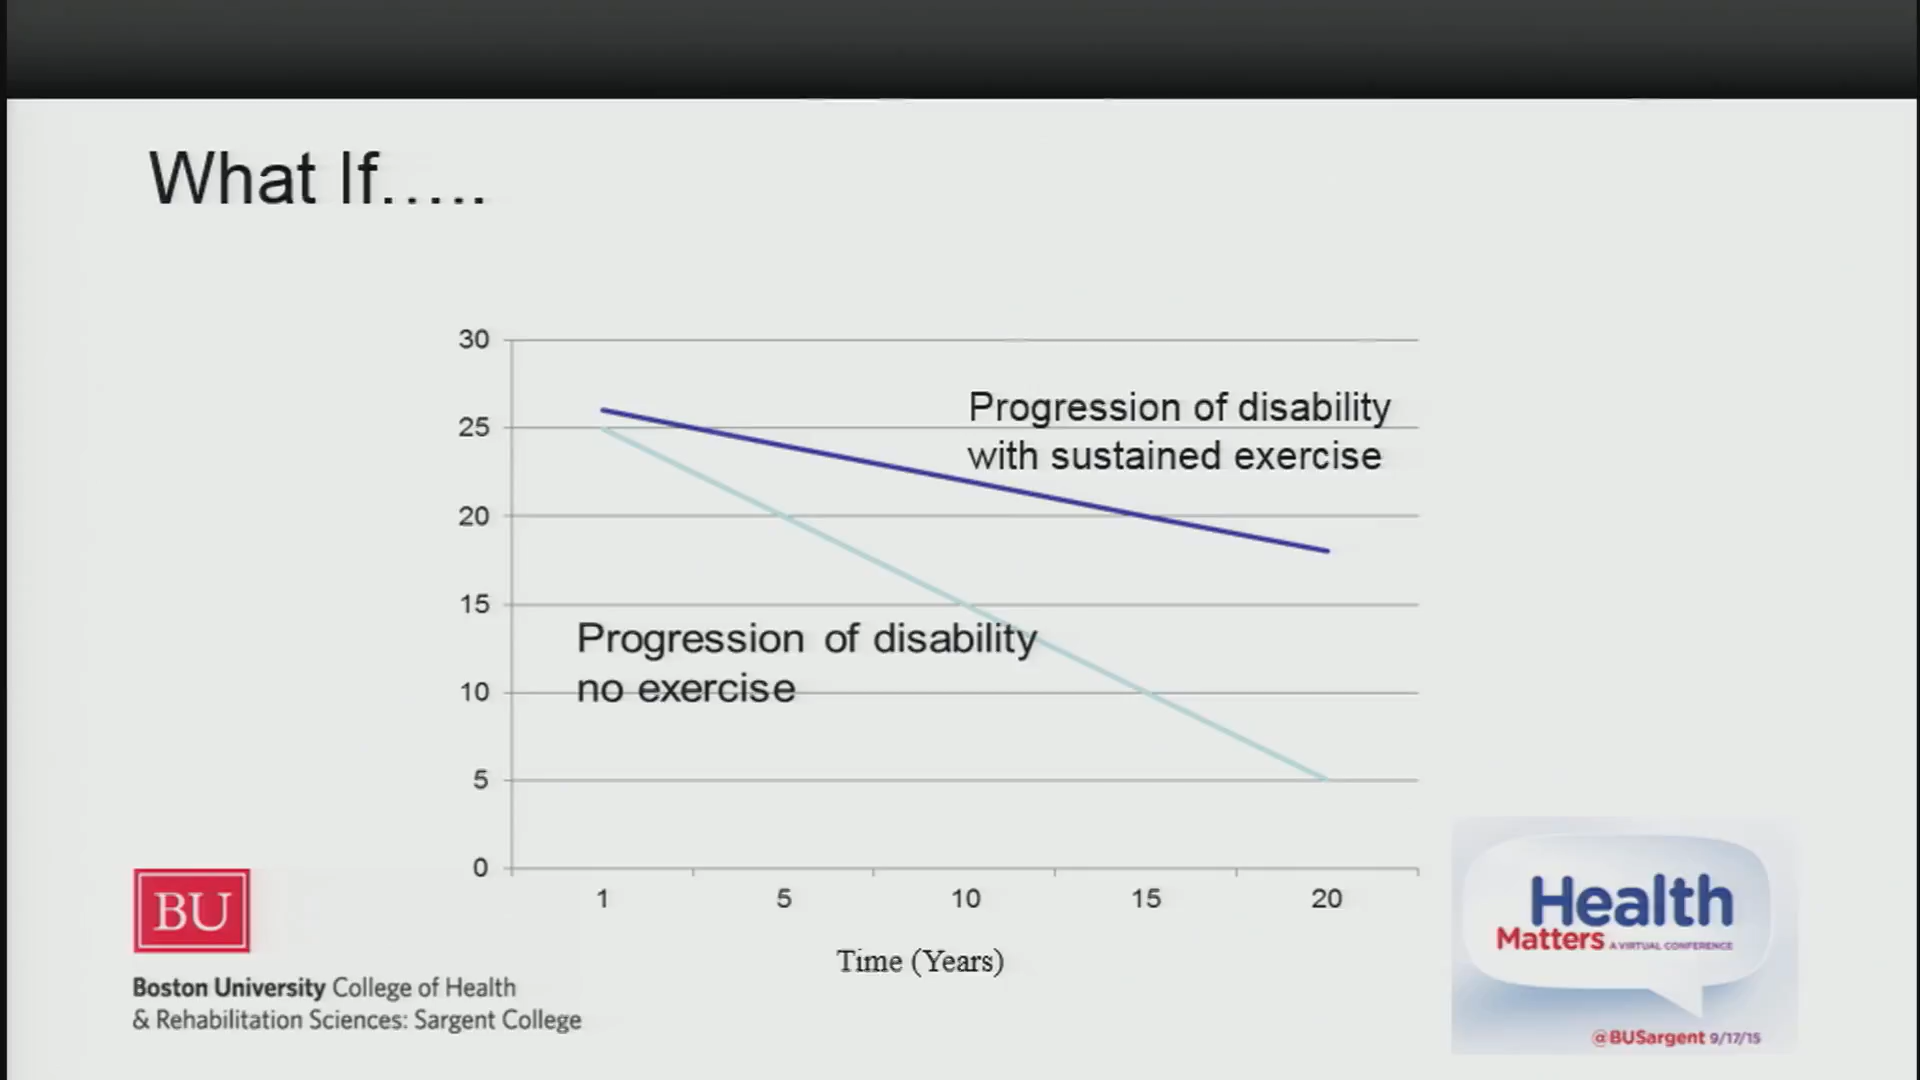 What If.....
30
25
20
15
10
5
0
Progression of disability
with sustained exercise
Progression of disability
no exercise
1 5 10 15 20
Time (Years)
BU
Boston University College of Health
& Rehabilitation Sciences: Sargent College
Health
Matters A VIRTUAL CONFERENCE
@BUSargent 9/17/15